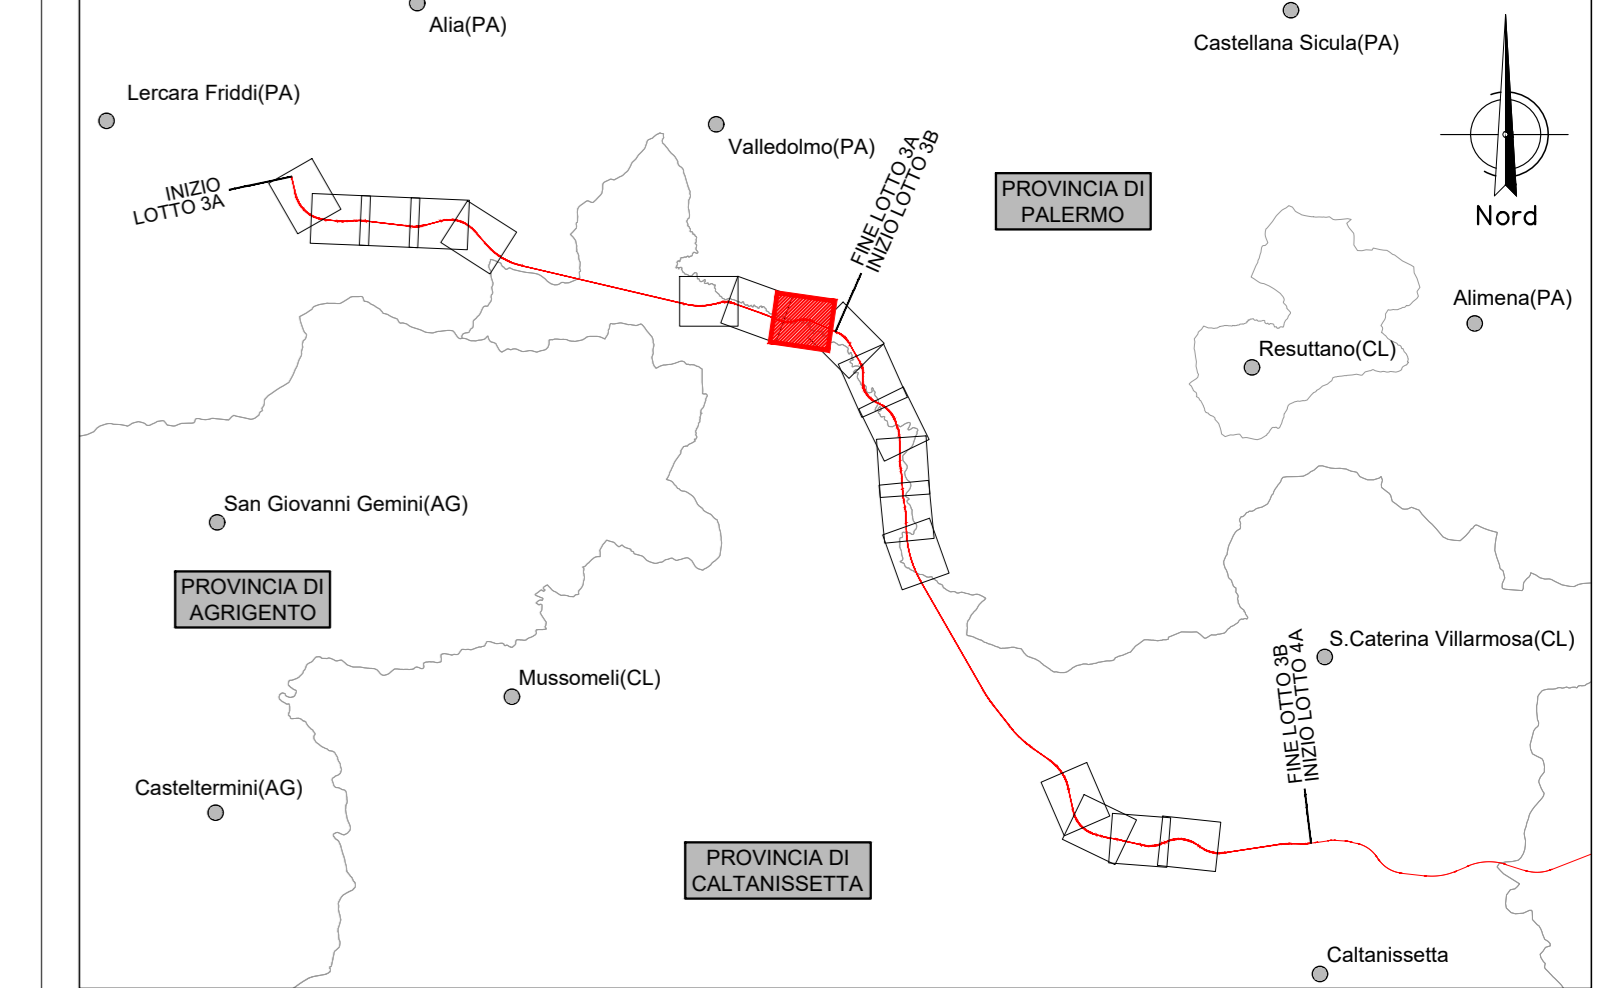 Alia(PA)
Castellana Sicula(PA)
Lercara Friddi(PA)
Valledolmo(PA)
INIZIO
LOTTO 3A
FINE LOTTO 3A
INIZIO LOTTO 3B
PROVINCIA DI
PALERMO
Nord
Alimena(PA)
Resuttano(CL)
San Giovanni Gemini(AG)
PROVINCIA DI
AGRIGENTO
S.Caterina Villarmosa(CL)
FINE LOTTO 3B
INIZIO LOTTO 4A
Mussomeli(CL)
Casteltermini(AG)
PROVINCIA DI
CALTANISSETTA
Caltanissetta